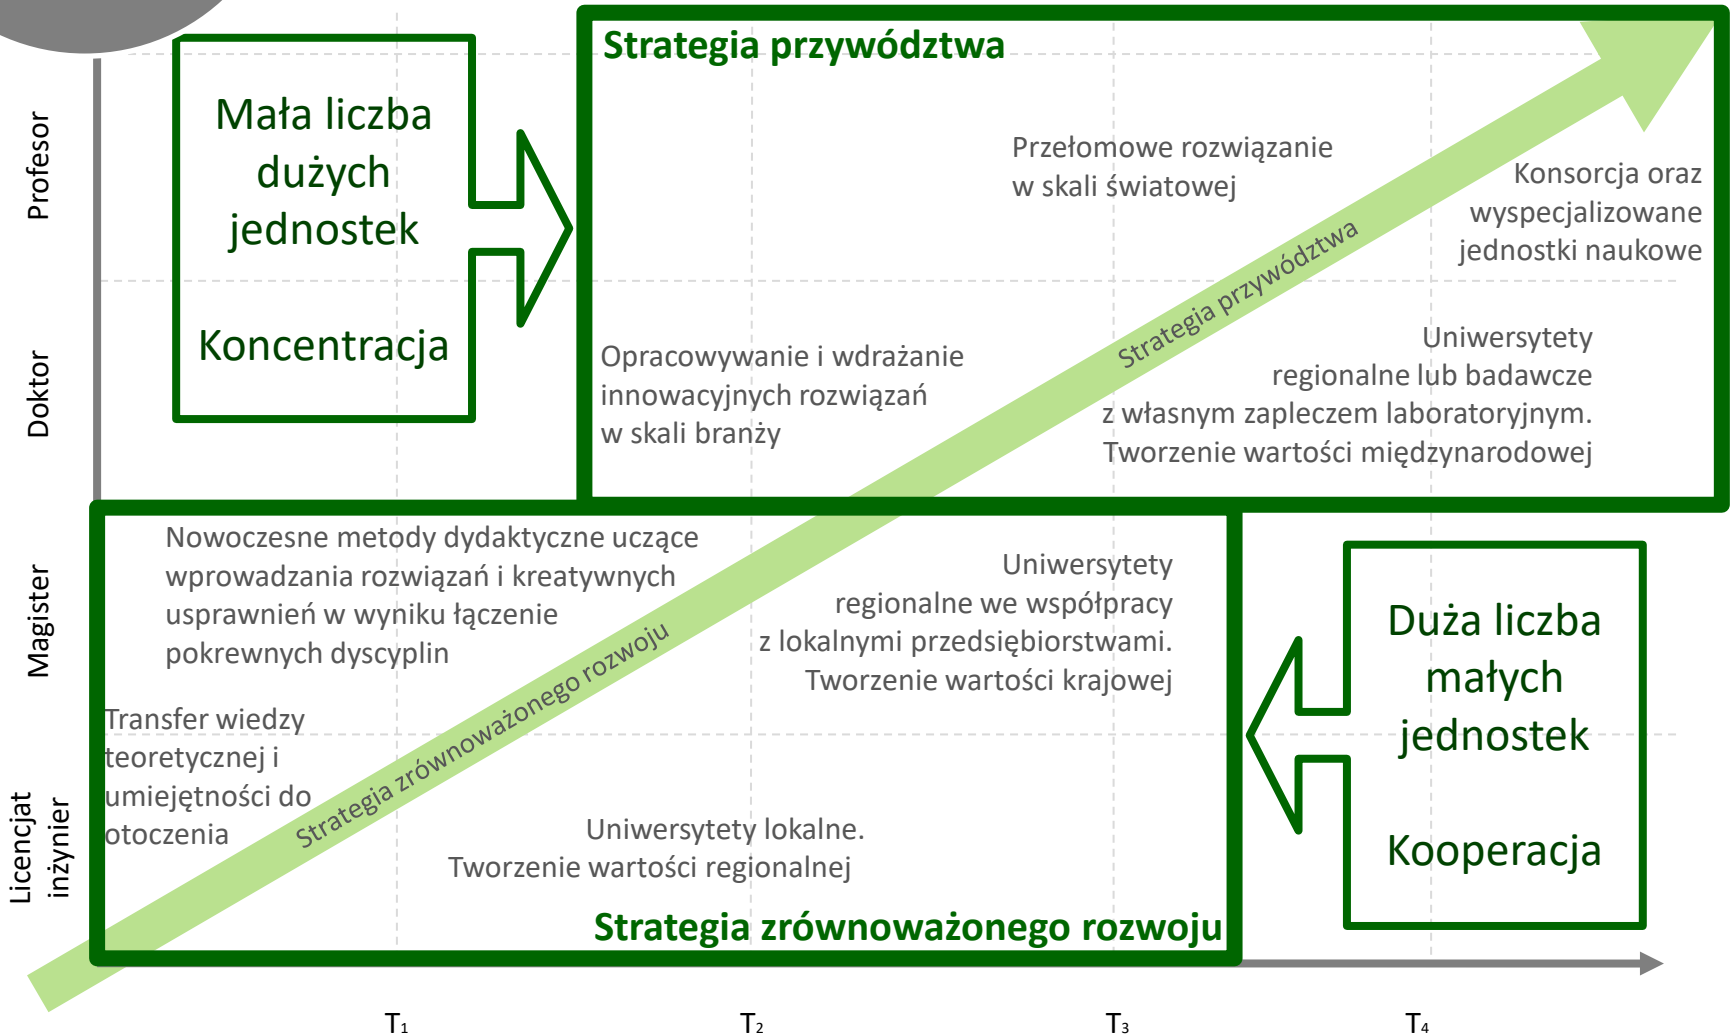 Strategia przywództwa
Mała liczba
dużych
jednostek
Koncentracja
Przełomowe rozwiązanie
w skali światowej
Konsorcja oraz
wyspecjalizowane
jednostki naukowe
Strategia przywództwa
Opracowywanie i wdrażanie
innowacyjnych rozwiązań
w skali branży
Uniwersytety
regionalne lub badawcze
z własnym zapleczem laboratoryjnym.
Tworzenie wartości międzynarodowej
Profesor
Doktor
Magister
Licencjat
inżynier
Nowoczesne metody dydaktyczne uczące
wprowadzania rozwiązań i kreatywnych
usprawnień w wyniku łączenie
pokrewnych dyscyplin
Uniwersytety
regionalne we współpracy
z lokalnymi przedsiębiorstwami.
Tworzenie wartości krajowej
Duża liczba
małych
jednostek
Kooperacja
Strategia zrównoważonego rozwoju
Transfer wiedzy
teoretycznej i
umiejętności do
otoczenia
Uniwersytety lokalne.
Tworzenie wartości regionalnej
Strategia zrównoważonego rozwoju
T1
T2
T3
T4